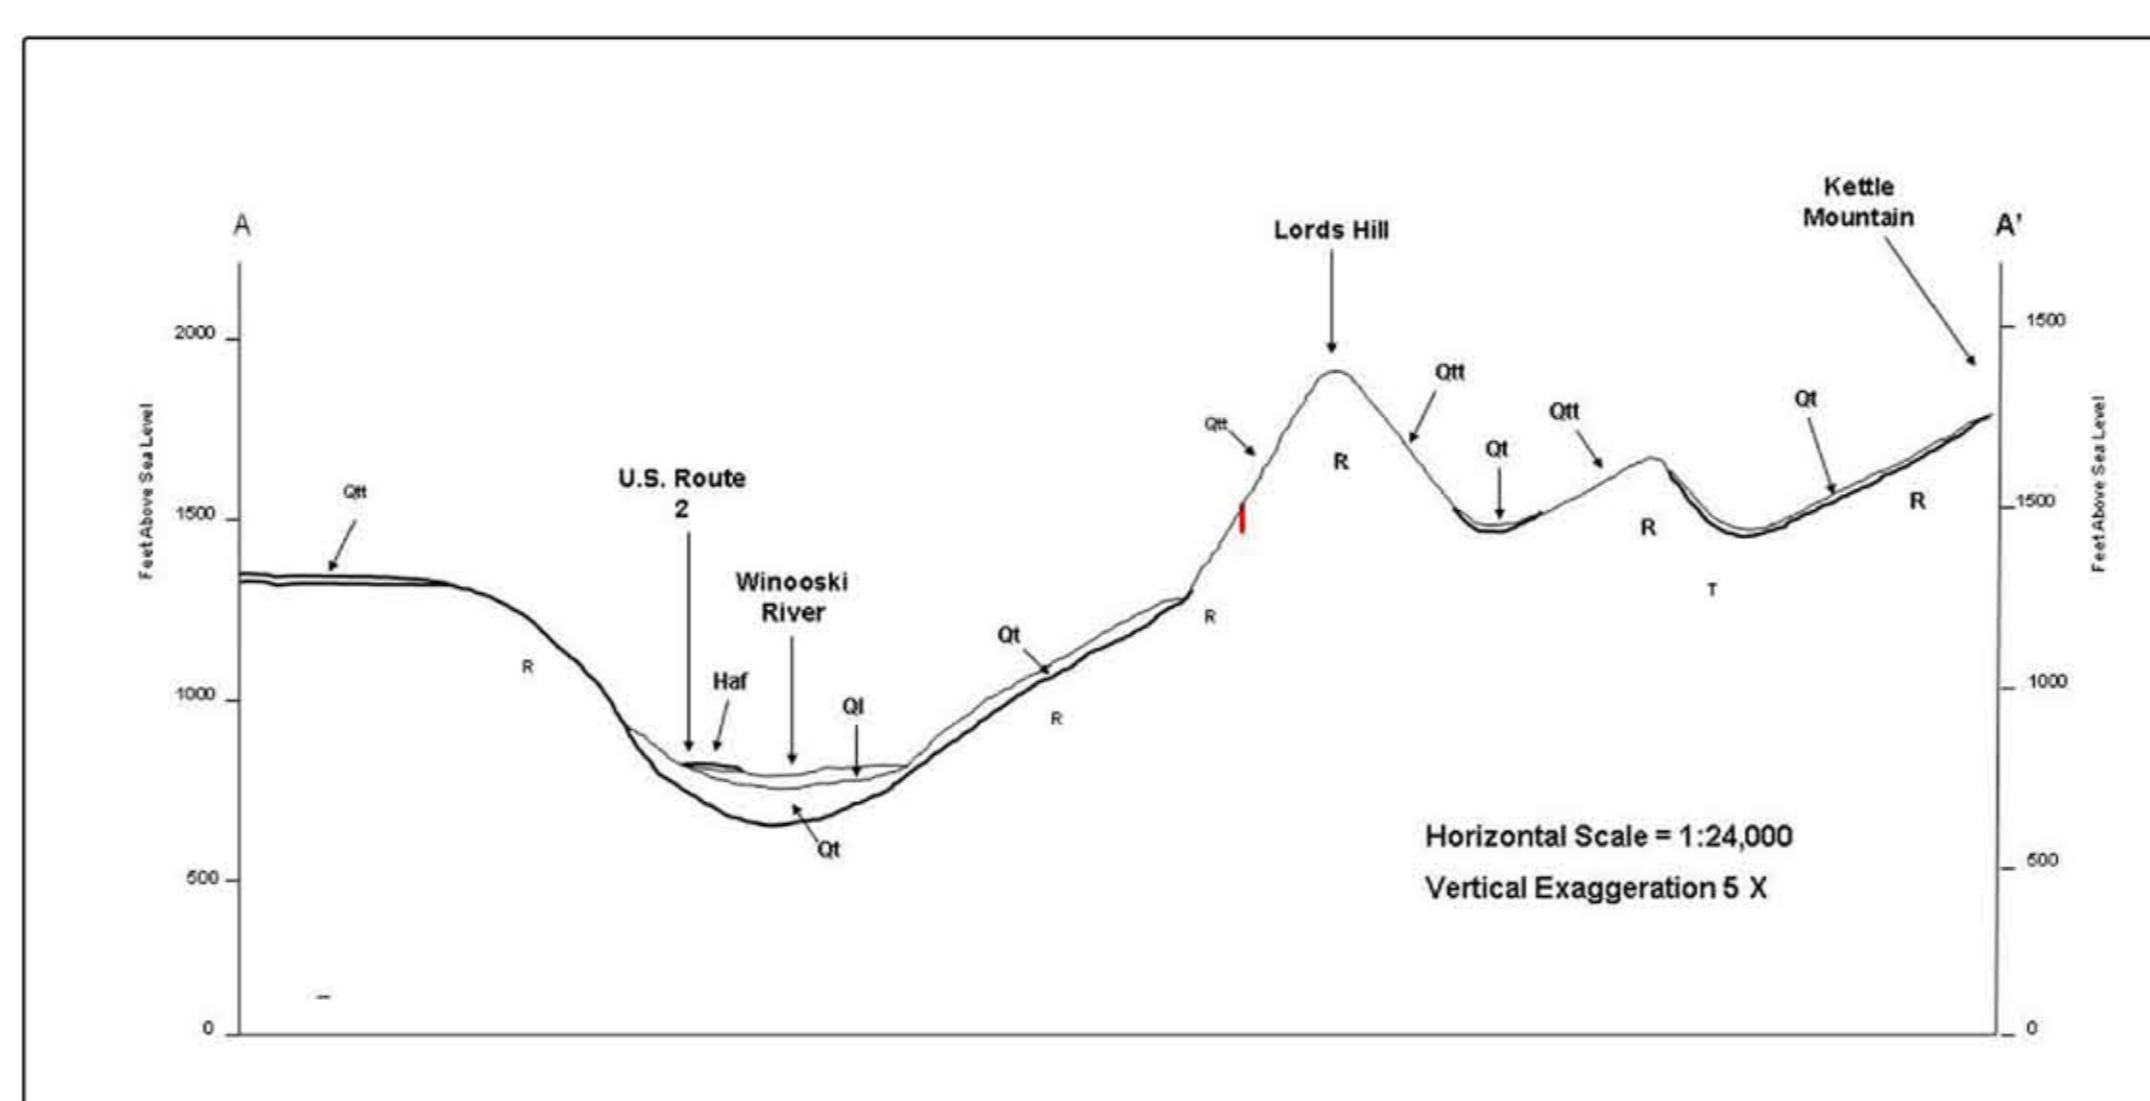 Kettle
Mountain
A
Lords Hill
A'
2000
1500
Qtt
Qtt
Qtt
Qt
Qt
Feet Above Sea Level
Feet Above Sea Level
R
U.S. Route
2
Qtt
1500
1500
R
R
Winooski
River
T
R
Qt
R
Haf
1000
1000
Ql
R
Horizontal Scale = 1:24,000
Qt
500
500
Vertical Exaggeration 5 X
0
0